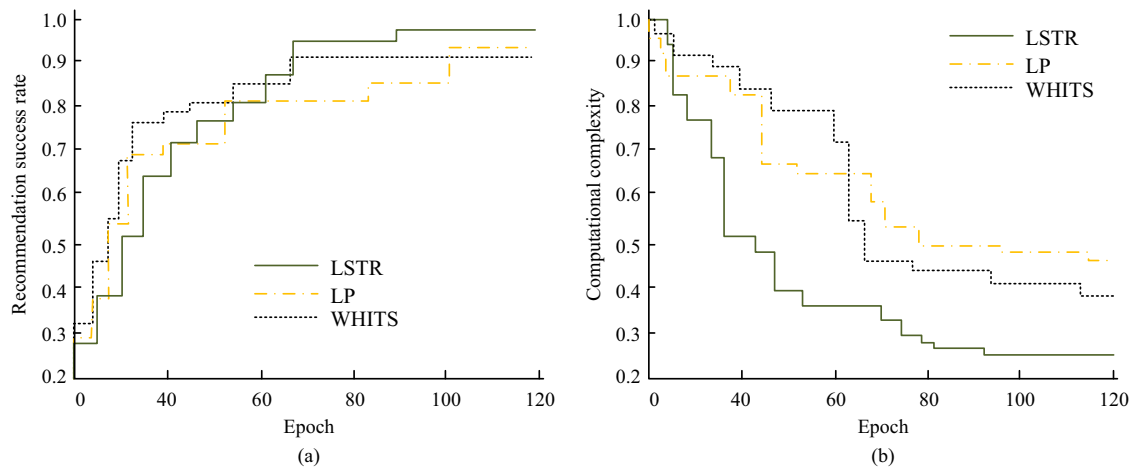 Recommendation success rate
1.0
0.9
0.8
0.7
0.6
0.5
0.4
0.3
0.2
LSTR
LP
WHITS
0 40 60 80 100 120
Epoch
(a)
Computational complexity
1.0
0.9
0.8
0.7
0.6
0.5
0.4
0.3
0.2
LSTR
LP
WHITS
0 40 60 80 100 120
Epoch
(b)